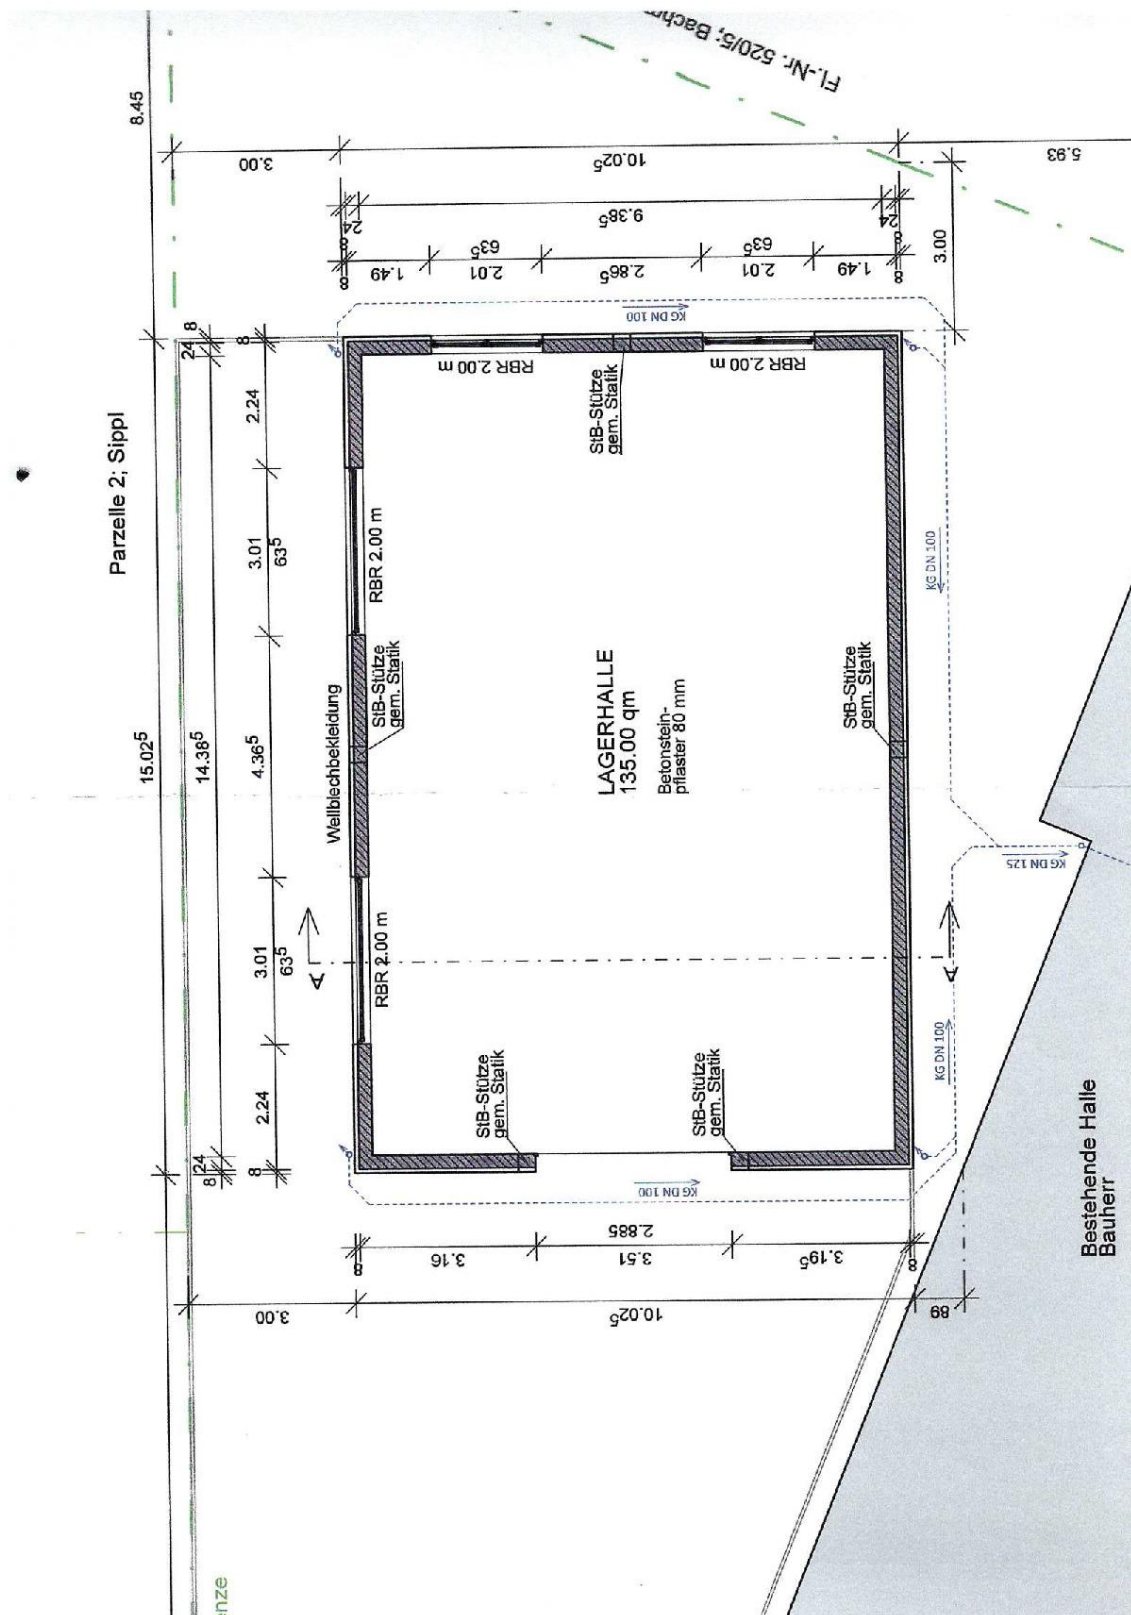 Fl.-Nr. 520/5; Bachm
8.45
3.00
10.02⁵
5.93
24
9.38⁵
24
8
8
8
1.49
2.01
63⁵
2.86⁵
2.01
63⁵
1.49
8
3.00
Parzelle 2; Sippl
15.02⁵
8
24
14.38⁵
24
8
8
2.24
3.01
63⁵
4.36⁵
3.01
63⁵
2.24
8
Wellblechbekleidung
RBR 2.00 m
RBR 2.00 m
RBR 2.00 m
RBR 2.00 m
StB-Stütze
gem. Statik
StB-Stütze
gem. Statik
StB-Stütze
gem. Statik
StB-Stütze
gem. Statik
StB-Stütze
gem. Statik
LAGERHALLE
135.00 qm
Betonstein-
pflaster 80 mm
A
A
KG DN 100
KG DN 100
KG DN 125
KG DN 100
KG DN 100
8
3.16
3.51
2.885
3.19⁵
8
3.00
10.02⁵
89
Bestehende Halle
Bauherr
enze